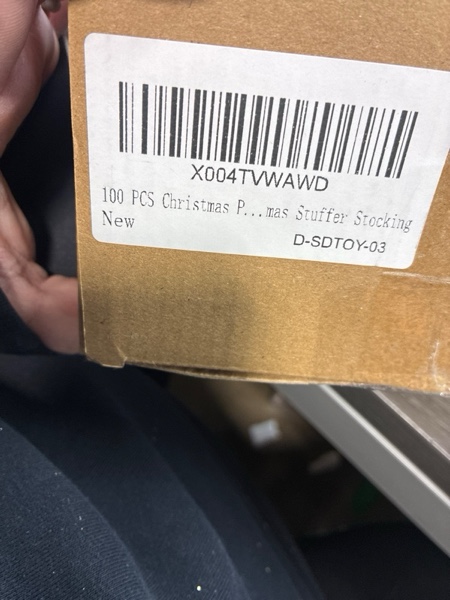 X004TVWAWD
100 PCS Christmas P...mas Stuffer Stocking
New
D-SDTOY-03